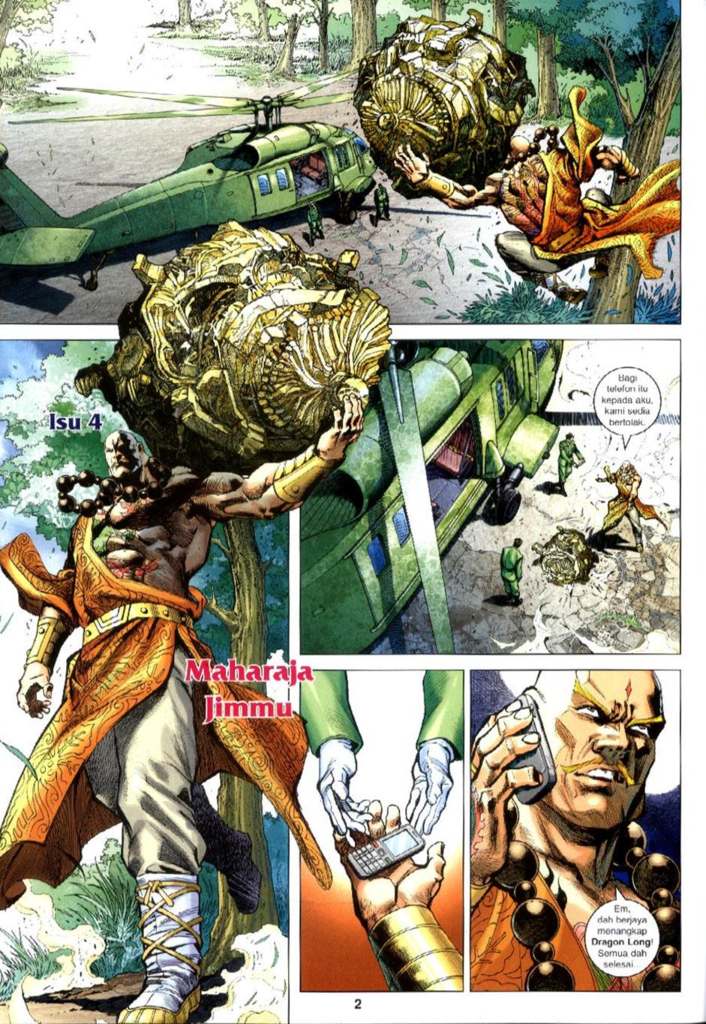 Isu 4
Bagi
telefon itu
kepada aku,
kami sedia
bertolak.
Maharaja
Jimmu
Em,
dah berjaya
menangkap
Dragon Long!
Semua dah
selesai.
2